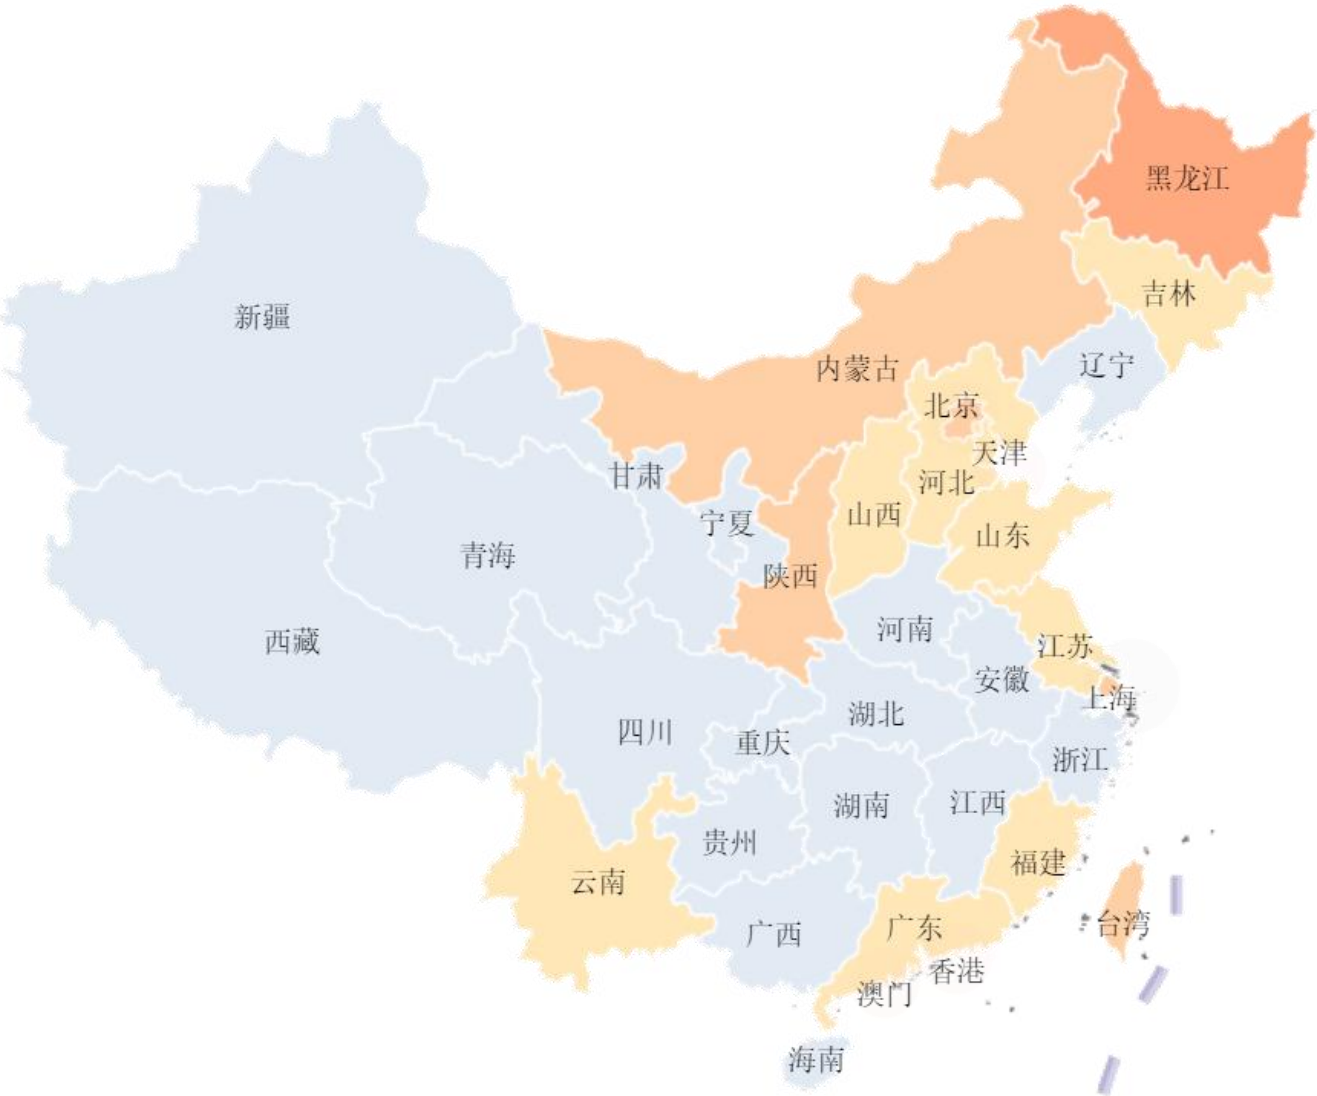 黑龙江
吉林
新疆
辽宁
内蒙古
北京
天津
甘肃
河北
山西
宁夏
山东
青海
陕西
河南
西藏
江苏
安徽
上海
湖北
四川
重庆
浙江
江西
湖南
贵州
福建
云南
台湾
广东
广西
香港
澳门
海南